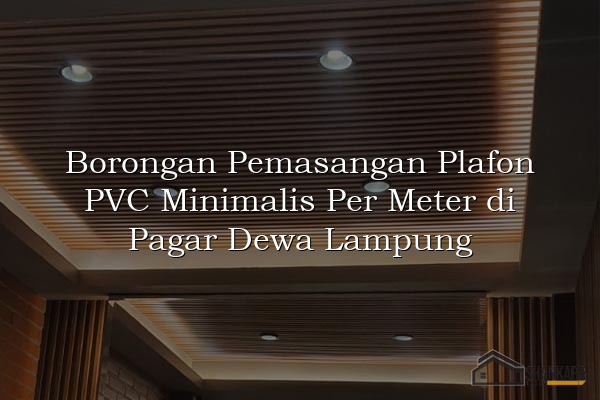 Borongan Pemasangan Plafon
PVC Minimalis Per Meter di
Pagar Dewa Lampung